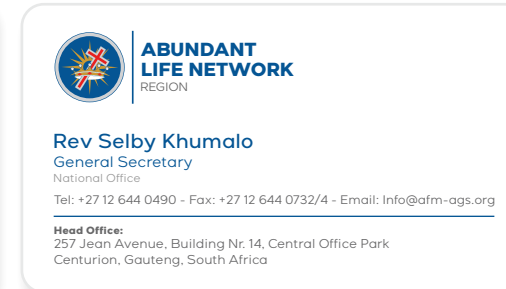 ABUNDANT
LIFE NETWORK
REGION
Rev Selby Khumalo
General Secretary
National Office
Tel: +27 12 644 0490 - Fax: +27 12 644 0732/4 - Email: Info@afm-ags.org
Head Office:
257 Jean Avenue, Building Nr. 14, Central Office Park
Centurion, Gauteng, South Africa